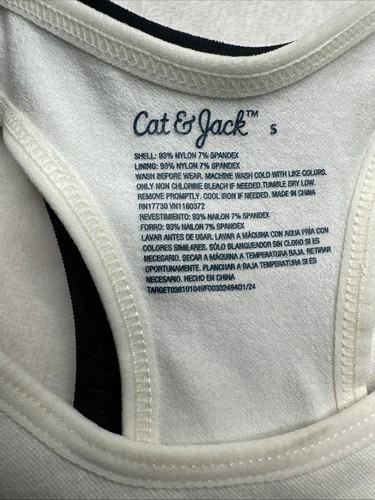 Cat & Jack™ S
SHELL: 93% NYLON 7% SPANDEX
LINING: 93% NYLON 7% SPANDEX
WASH BEFORE WEAR. MACHINE WASH COLD WITH LIKE COLORS.
ONLY NON CHLORINE BLEACH IF NEEDED.TUMBLE DRY LOW.
REMOVE PROMPTLY. COOL IRON IF NEEDED. MADE IN CHINA
RN17730 VN1160372
REVESTIMIENTO: 93% NAILON 7% SPANDEX
FORRO: 93% NAILON 7% SPANDEX
LAVAR ANTES DE USAR. LAVAR A MÁQUINA CON AGUA FRÍA CON
COLORES SIMILARES. SÓLO BLANQUEADOR SIN CLORO SI ES
NECESARIO. SECAR A MÁQUINA A TEMPERATURA BAJA. RETIRAR
OPORTUNAMENTE. PLANCHAR A BAJA TEMPERATURA SI ES
NECESARIO. HECHO EN CHINA
TARGET036101049F0030249401/24